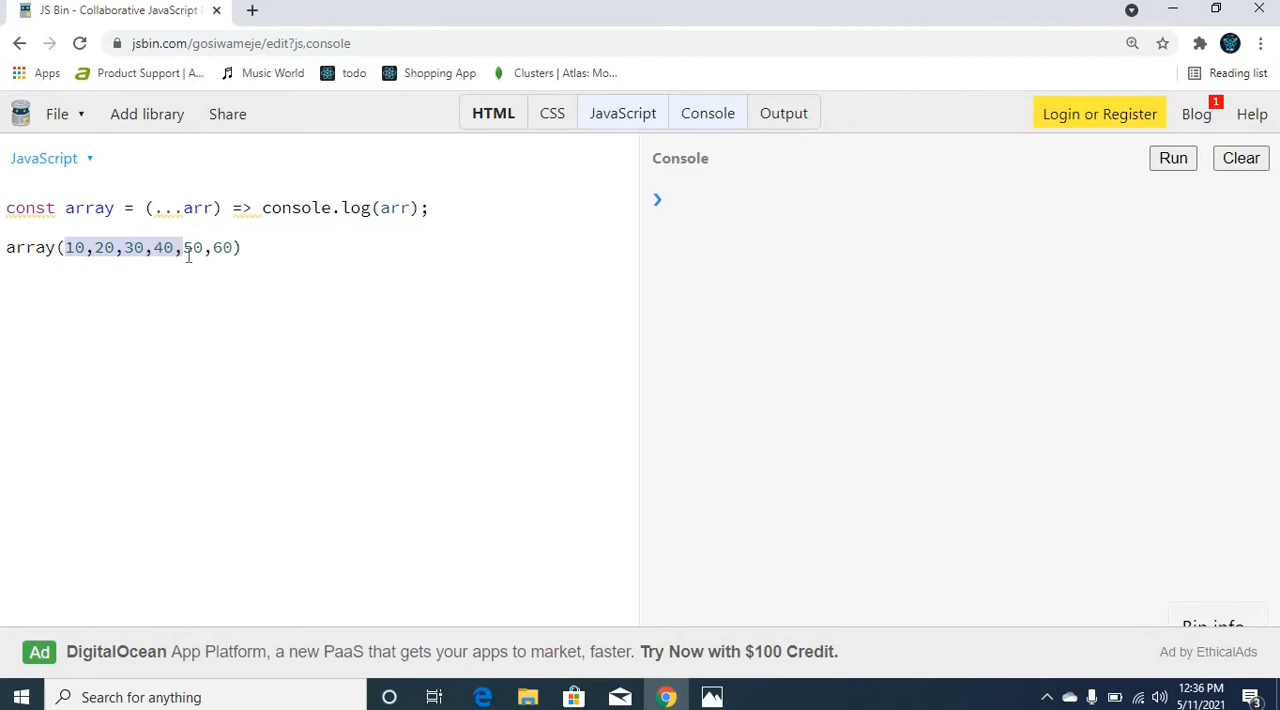 JS Bin - Collaborative JavaScript
jsbin.com/gosiwameje/edit?js,console
Apps Product Support | A... Music World todo Shopping App Clusters | Atlas: Mo... Reading list
File Add library Share HTML CSS JavaScript Console Output Login or Register Blog 1 Help
JavaScript
Console Run Clear
const array = (...arr) => console.log(arr);
array(10,20,30,40,50,60)
Bin info
Ad DigitalOcean App Platform, a new PaaS that gets your apps to market, faster. Try Now with $100 Credit. Ad by EthicalAds
Search for anything
12:36 PM
5/11/2021
3